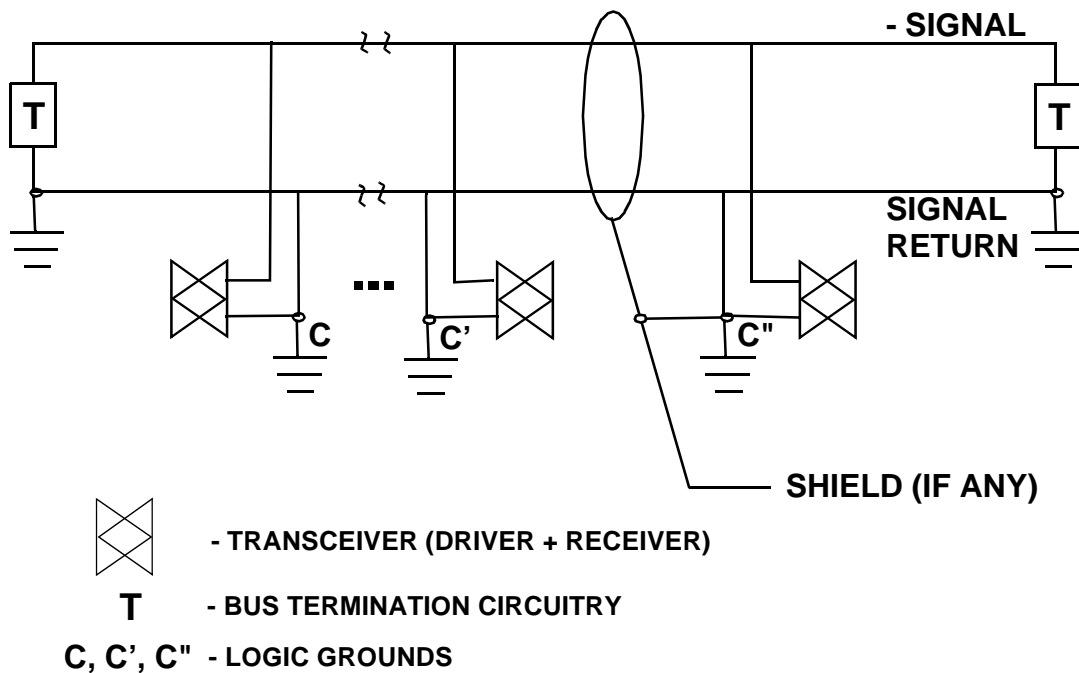 - SIGNAL
T
T
SIGNAL
RETURN
C
C’
C"
SHIELD (IF ANY)
- TRANSCEIVER (DRIVER + RECEIVER)
T - BUS TERMINATION CIRCUITRY
C, C’, C" - LOGIC GROUNDS